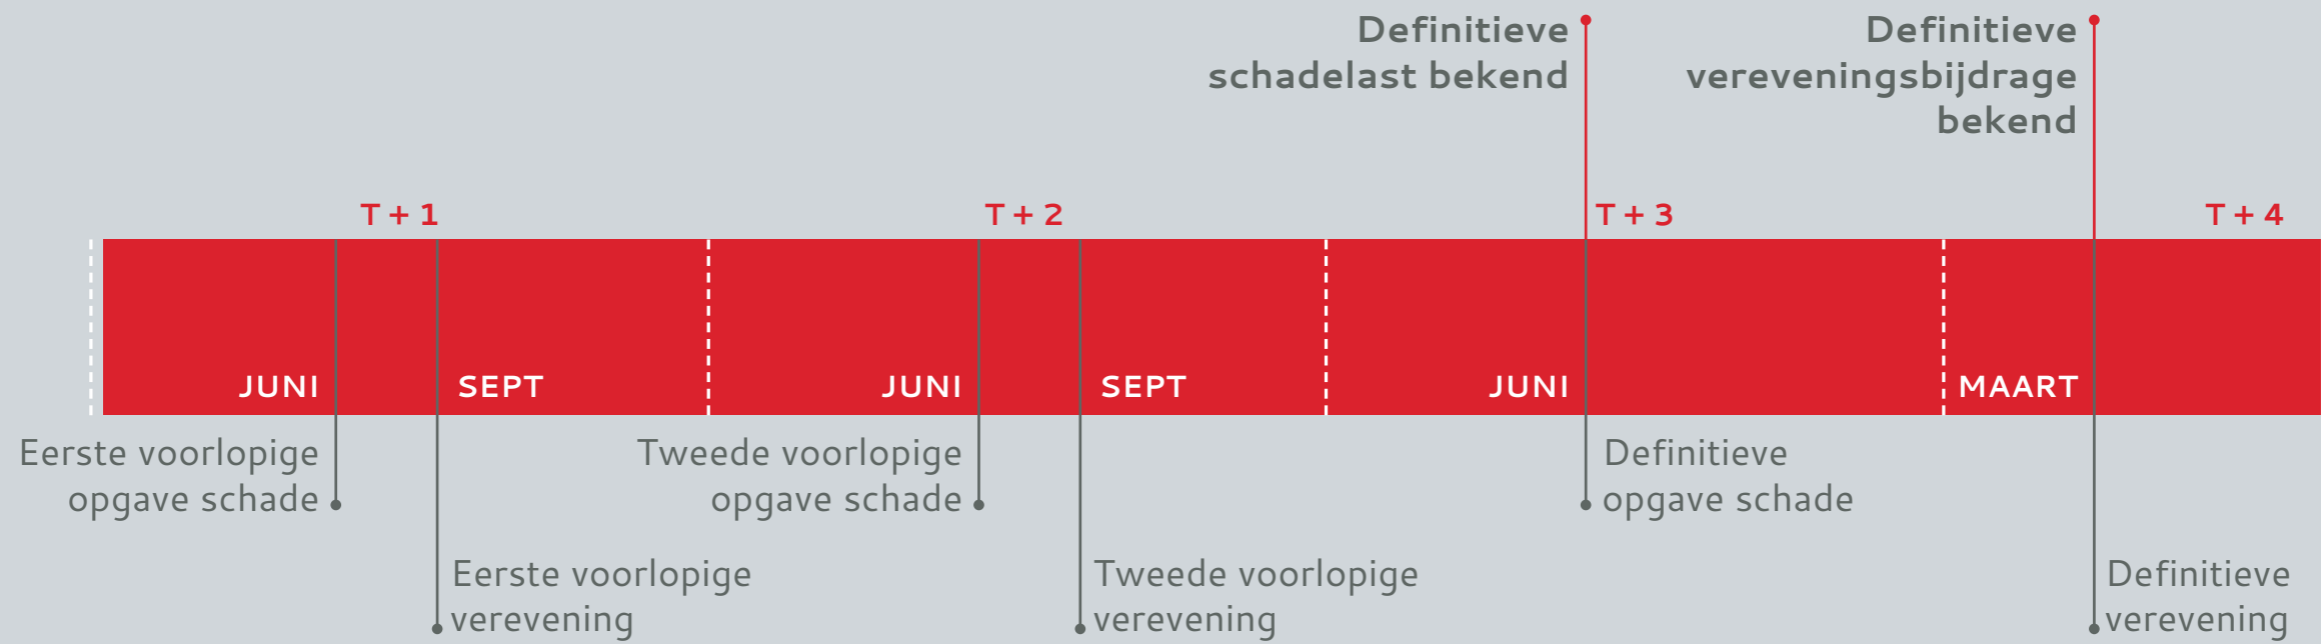 Definitieve
schadelast bekend
Definitieve
vereveningsbijdrage
bekend
T + 1
T + 2
T + 3
T + 4
JUNI
SEPT
JUNI
SEPT
JUNI
MAART
Eerste voorlopige
opgave schade
Tweede voorlopige
opgave schade
Definitieve
opgave schade
Eerste voorlopige
verevening
Tweede voorlopige
verevening
Definitieve
verevening